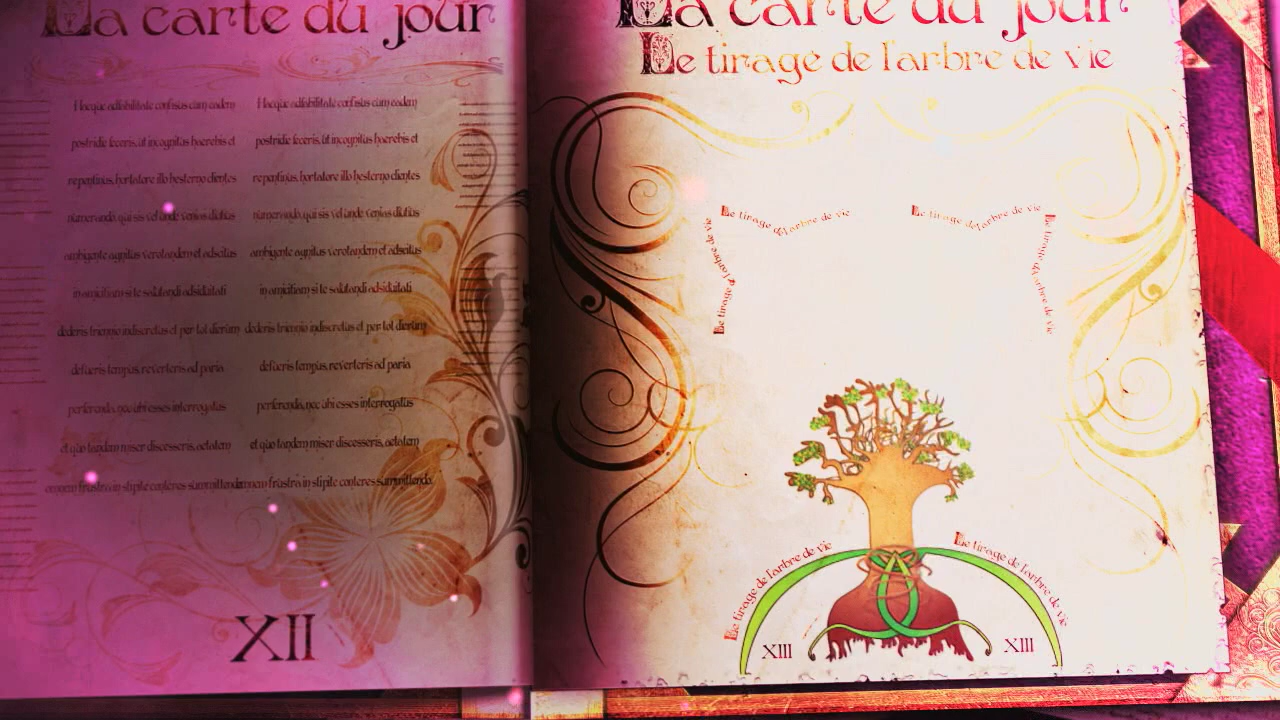 La carte du jour
Hocque adfabilitate confisus cum eadem
postridie feceris, ut incognitus haerebis et
repentinus, hortatore illo hesterno clientes
numerando, qui sis vel unde venias diutius
ambigente agnitus vero tandem et adscitus
in amicitiam si te salutandi adsiduitati
dederis triennio indiscretus et per tot dierum
defueris tempus, reverteris ad paria
perferenda, nec ubi esses interrogatus
et quo tandem miser discesseris, aetatem
omnem frustra in stipite conteres summittendo.
Hocque adfabilitate confisus cum eadem
postridie feceris, ut incognitus haerebis et
repentinus, hortatore illo hesterno clientes
numerando, qui sis vel unde venias diutius
ambigente agnitus vero tandem et adscitus
in amicitiam si te salutandi adsiduitati
dederis triennio indiscretus et per tot dierum
defueris tempus, reverteris ad paria
perferenda, nec ubi esses interrogatus
et quo tandem miser discesseris, aetatem
omnem frustra in stipite conteres summittendo.
XII
La carte du jour
Le tirage de l'arbre de vie
Le tirage de l'arbre de vie
Le tirage de l'arbre de vie
Le tirage de l'arbre de vie
Le tirage de l'arbre de vie
Le tirage de l'arbre de vie
Le tirage de l'arbre de vie
XIII
XIII